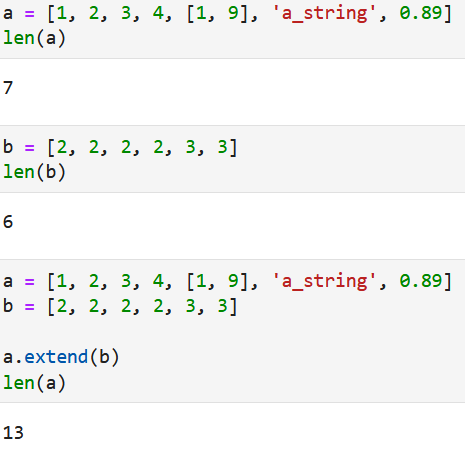 a = [1, 2, 3, 4, [1, 9], 'a_string', 0.89]
len(a)
7
b = [2, 2, 2, 2, 3, 3]
len(b)
6
a = [1, 2, 3, 4, [1, 9], 'a_string', 0.89]
b = [2, 2, 2, 2, 3, 3]
a.extend(b)
len(a)
13